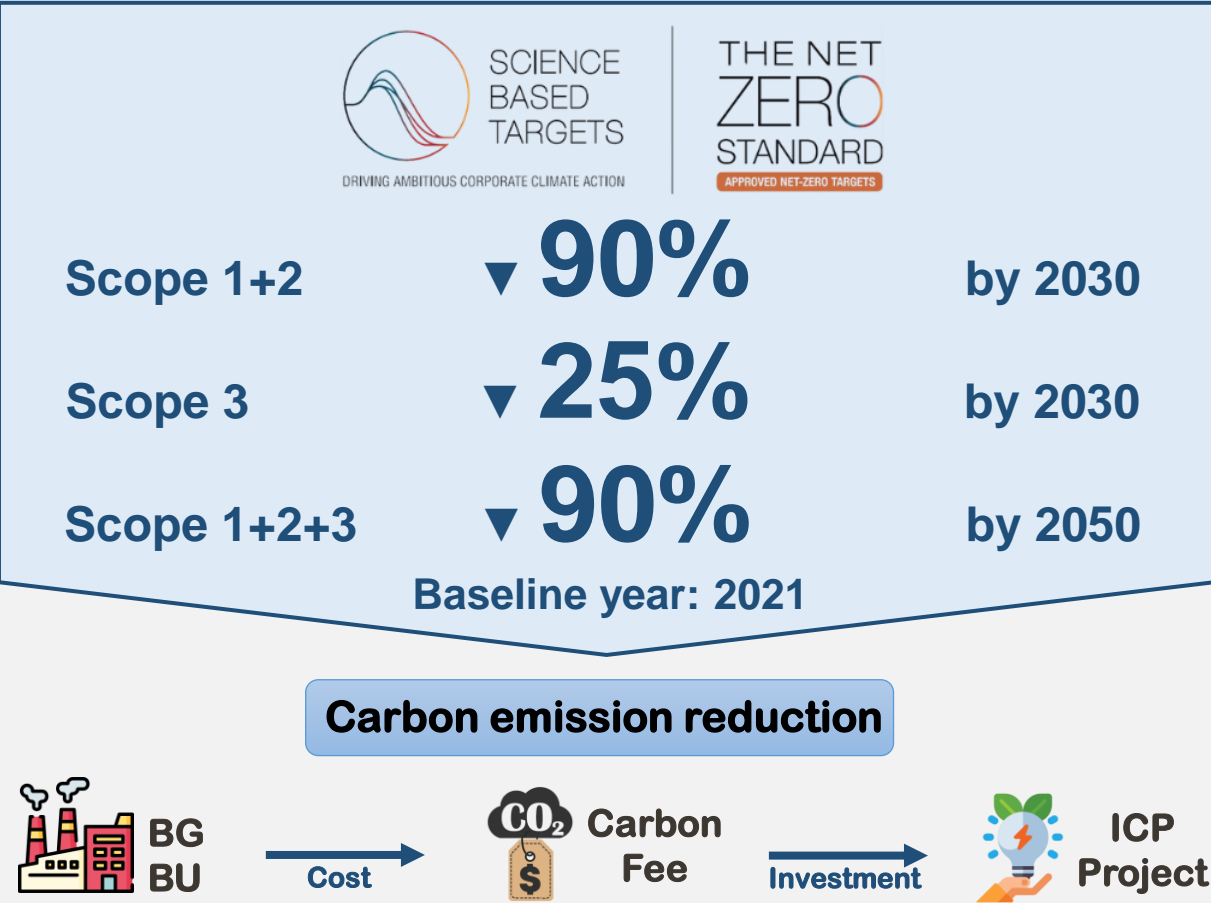 SCIENCE
BASED
TARGETS
DRIVING AMBITIOUS CORPORATE CLIMATE ACTION
THE NET
ZERO
STANDARD
APPROVED NET-ZERO TARGETS
Scope 1+2 ▼ 90% by 2030
Scope 3 ▼ 25% by 2030
Scope 1+2+3 ▼ 90% by 2050
Baseline year: 2021
Carbon emission reduction
BG
BU
Cost
CO₂
$
Carbon
Fee
Investment
ICP
Project